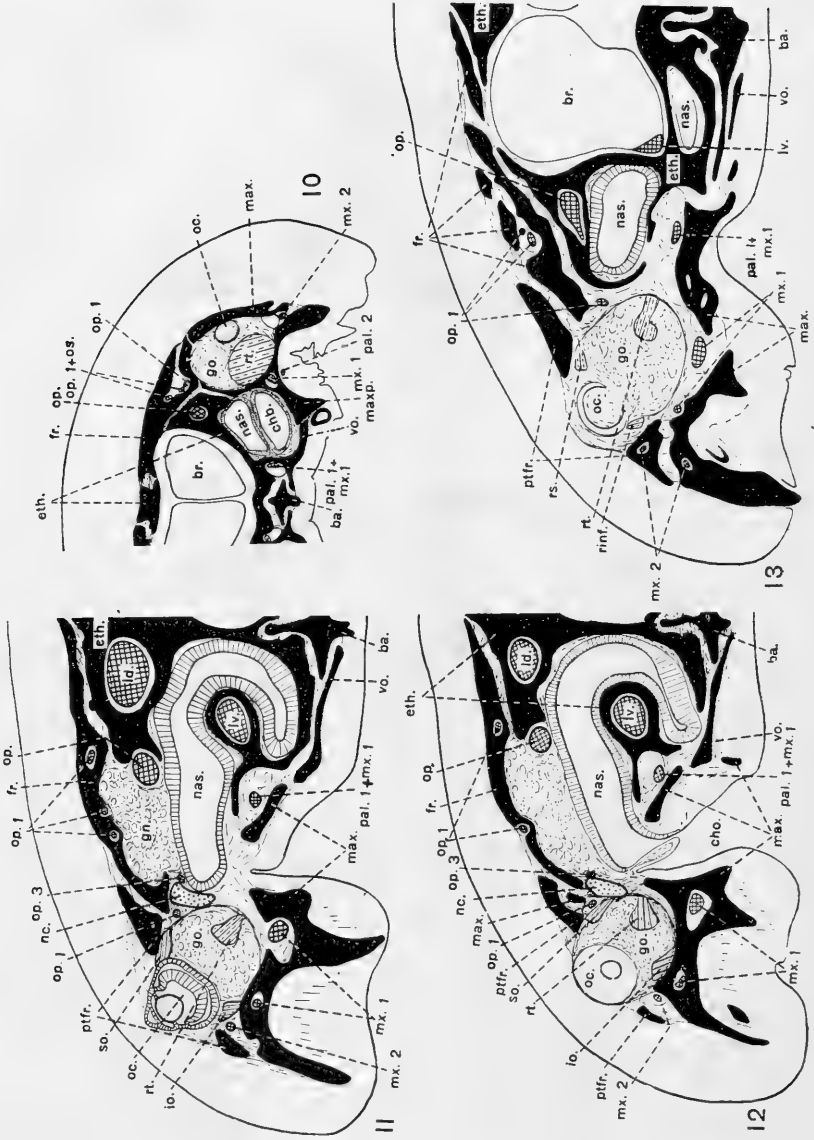 11
io.
rt.
oc.
so.
ptfr.
op. 1
nc.
op. 3
op. 1
fr.
op.
eth.
ld.
gn.
go.
nas.
lv.
mx. 2
mx. 1
max.
pal. 1+mx. 1
vo.
ba.
10
eth.
fr.
op.
op. 1+os.
op. 1
oc.
max.
mx. 2
br.
nas.
chb.
go.
rt.
ba.
pal. 1+
mx. 1
vo.
maxp.
mx. 1
pal. 2
12
mx. 2
ptfr.
io.
rt.
so.
ptfr.
op. 1
max.
nc.
op. 3
op. 1
fr.
op.
eth.
ld.
oc.
go.
nas.
lv.
cho.
mx. 1
max.
pal. 1+mx. 1
vo.
ba.
13
mx. 2
rinf.
rt.
rs.
ptfr.
op. 1
fr.
op.
eth.
oc.
go.
nas.
br.
eth.
nas.
max.
mx. 1
pal. 1+
mx. 1
lv.
vo.
ba.